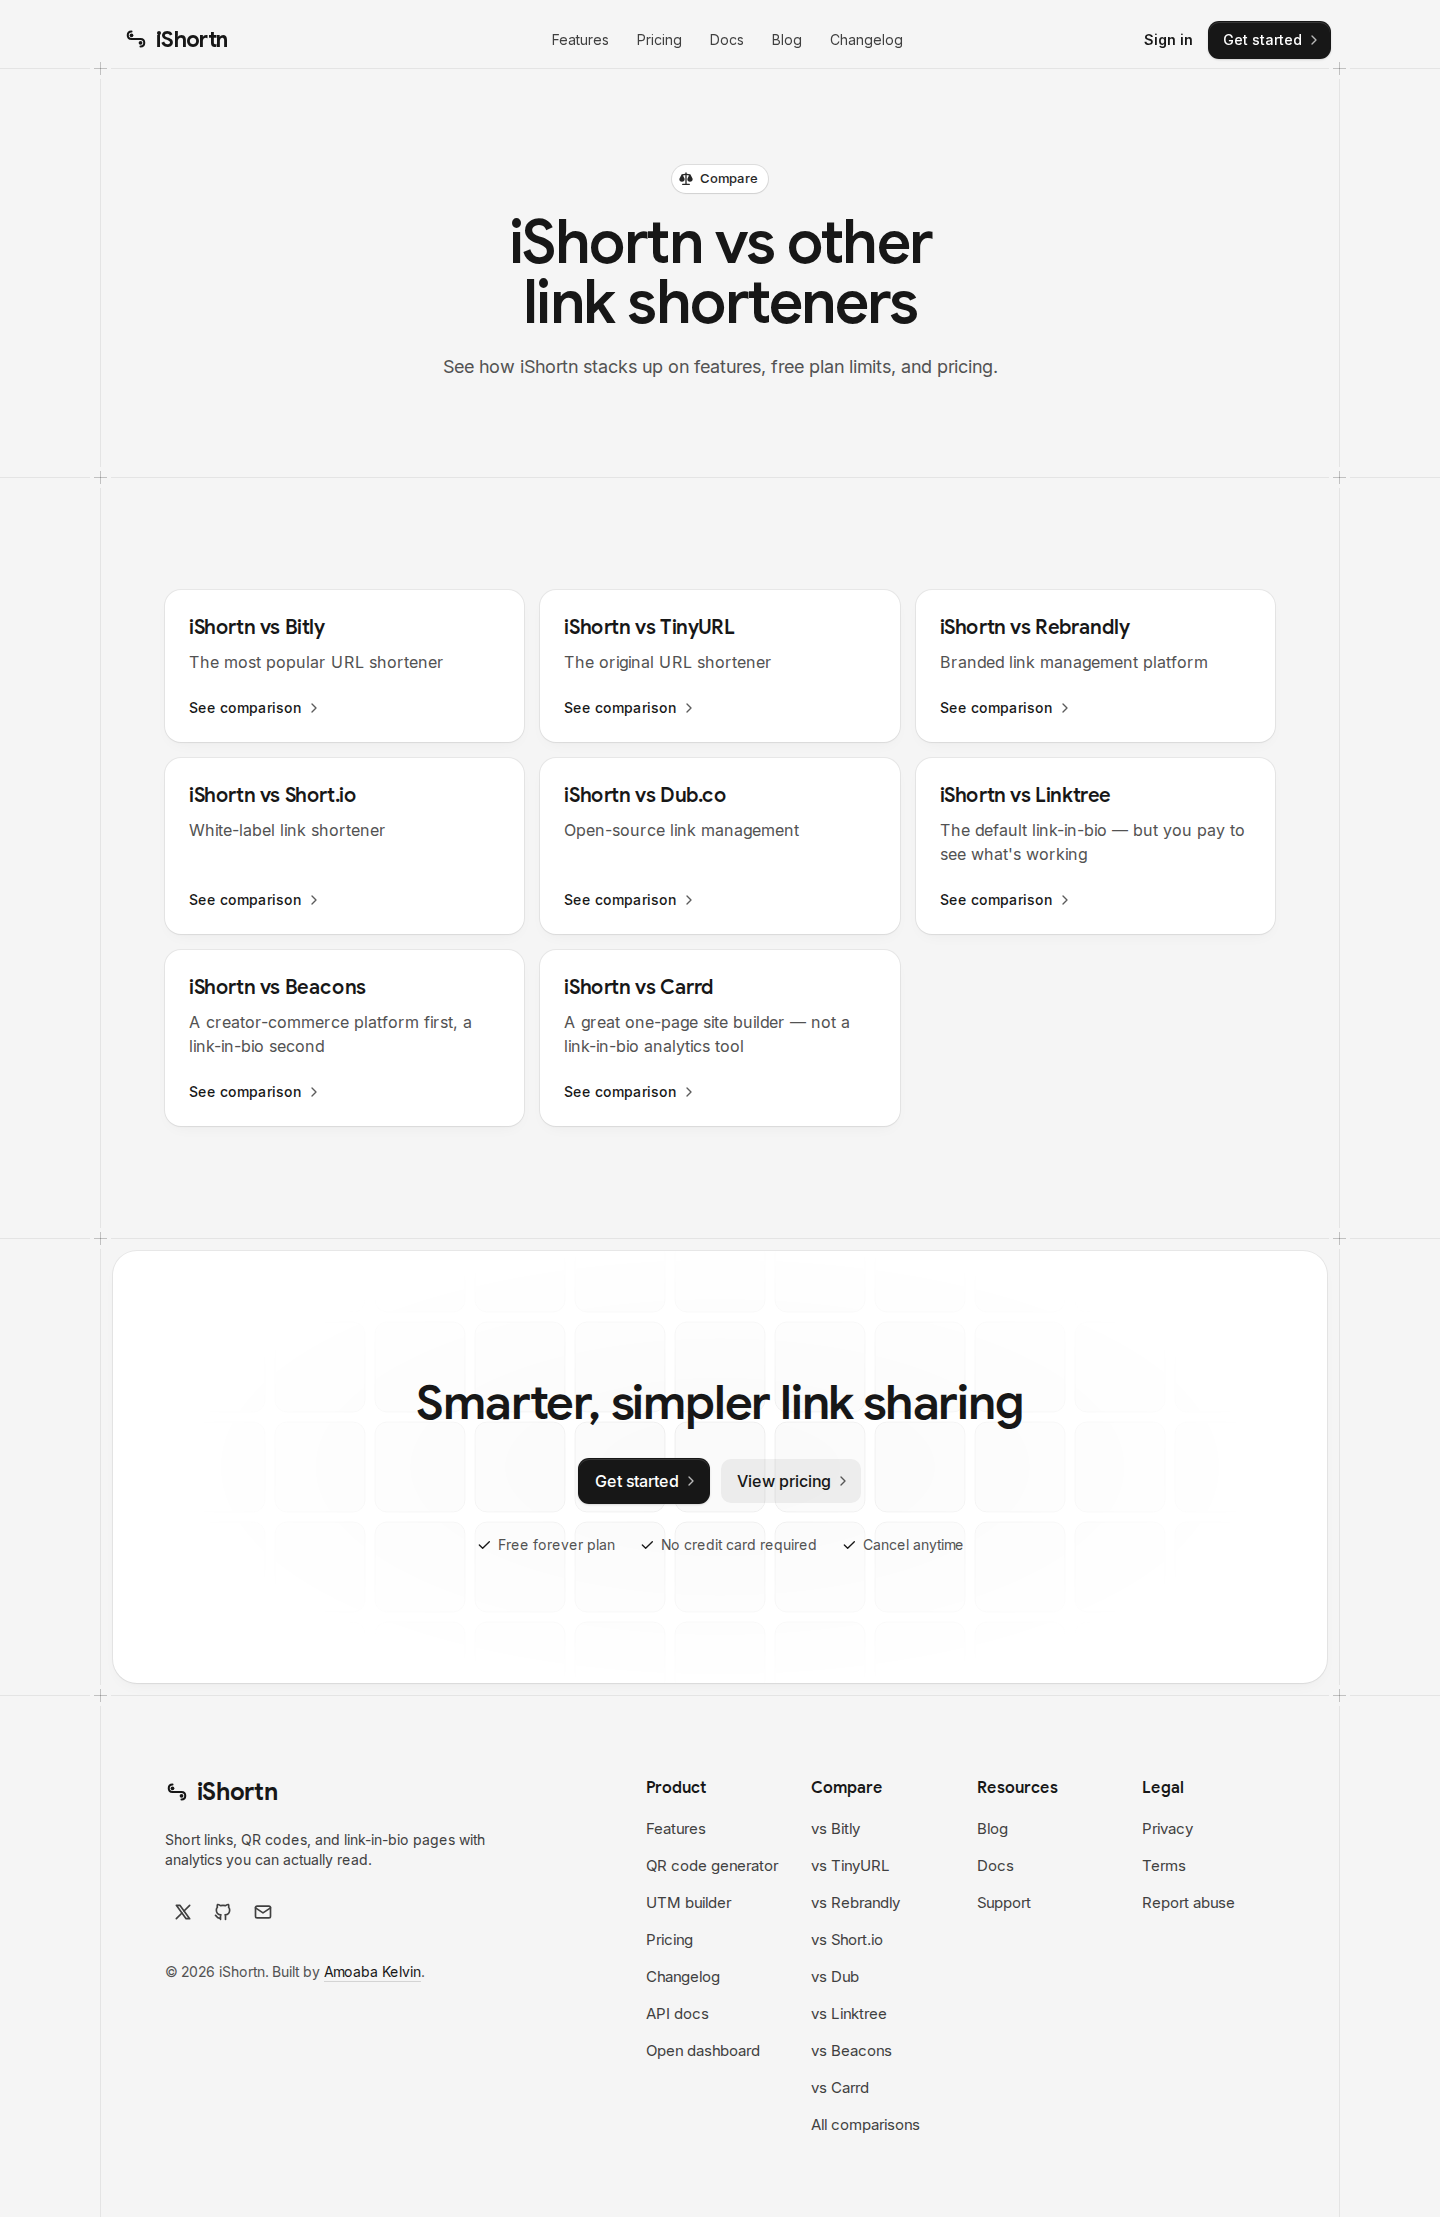 iShortn
Features
Pricing
Docs
Blog
Changelog
Sign in
Get started
Compare
iShortn vs other
link shorteners
See how iShortn stacks up on features, free plan limits, and pricing.
iShortn vs Bitly
The most popular URL shortener
See comparison
iShortn vs TinyURL
The original URL shortener
See comparison
iShortn vs Rebrandly
Branded link management platform
See comparison
iShortn vs Short.io
White-label link shortener
See comparison
iShortn vs Dub.co
Open-source link management
See comparison
iShortn vs Linktree
The default link-in-bio — but you pay to
see what's working
See comparison
iShortn vs Beacons
A creator-commerce platform first, a
link-in-bio second
See comparison
iShortn vs Carrd
A great one-page site builder — not a
link-in-bio analytics tool
See comparison
Smarter, simpler link sharing
Get started
View pricing
Free forever plan
No credit card required
Cancel anytime
iShortn
Short links, QR codes, and link-in-bio pages with
analytics you can actually read.
© 2026 iShortn. Built by Amoaba Kelvin.
Product
Features
QR code generator
UTM builder
Pricing
Changelog
API docs
Open dashboard
Compare
vs Bitly
vs TinyURL
vs Rebrandly
vs Short.io
vs Dub
vs Linktree
vs Beacons
vs Carrd
All comparisons
Resources
Blog
Docs
Support
Legal
Privacy
Terms
Report abuse